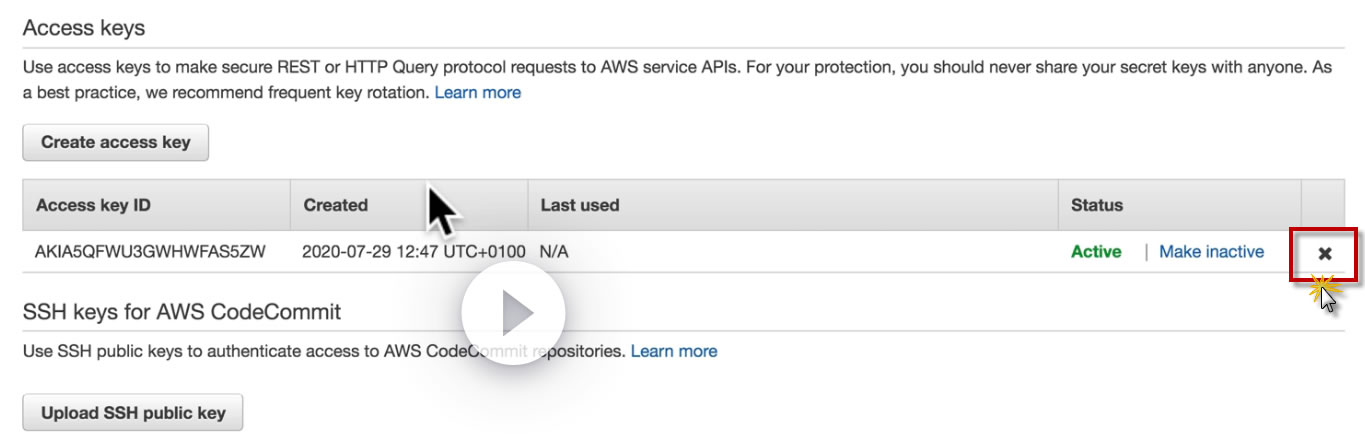 Access keys
Use access keys to make secure REST or HTTP Query protocol requests to AWS service APIs. For your protection, you should never share your secret keys with anyone. As
a best practice, we recommend frequent key rotation. Learn more
Create access key
Access key ID Created Last used Status
AKIA5QFWU3GWHWFAS5ZW 2020-07-29 12:47 UTC+0100 N/A Active | Make inactive ✖
SSH keys for AWS CodeCommit
Use SSH public keys to authenticate access to AWS CodeCommit repositories. Learn more
Upload SSH public key